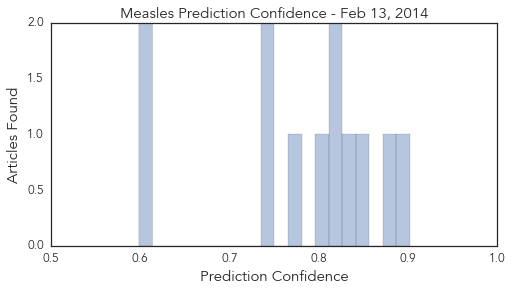 Measles Prediction Confidence - Feb 13, 2014
2.0
1.5
1.0
0.5
0.0
Articles Found
0.5 0.6 0.7 0.8 0.9 1.0
Prediction Confidence